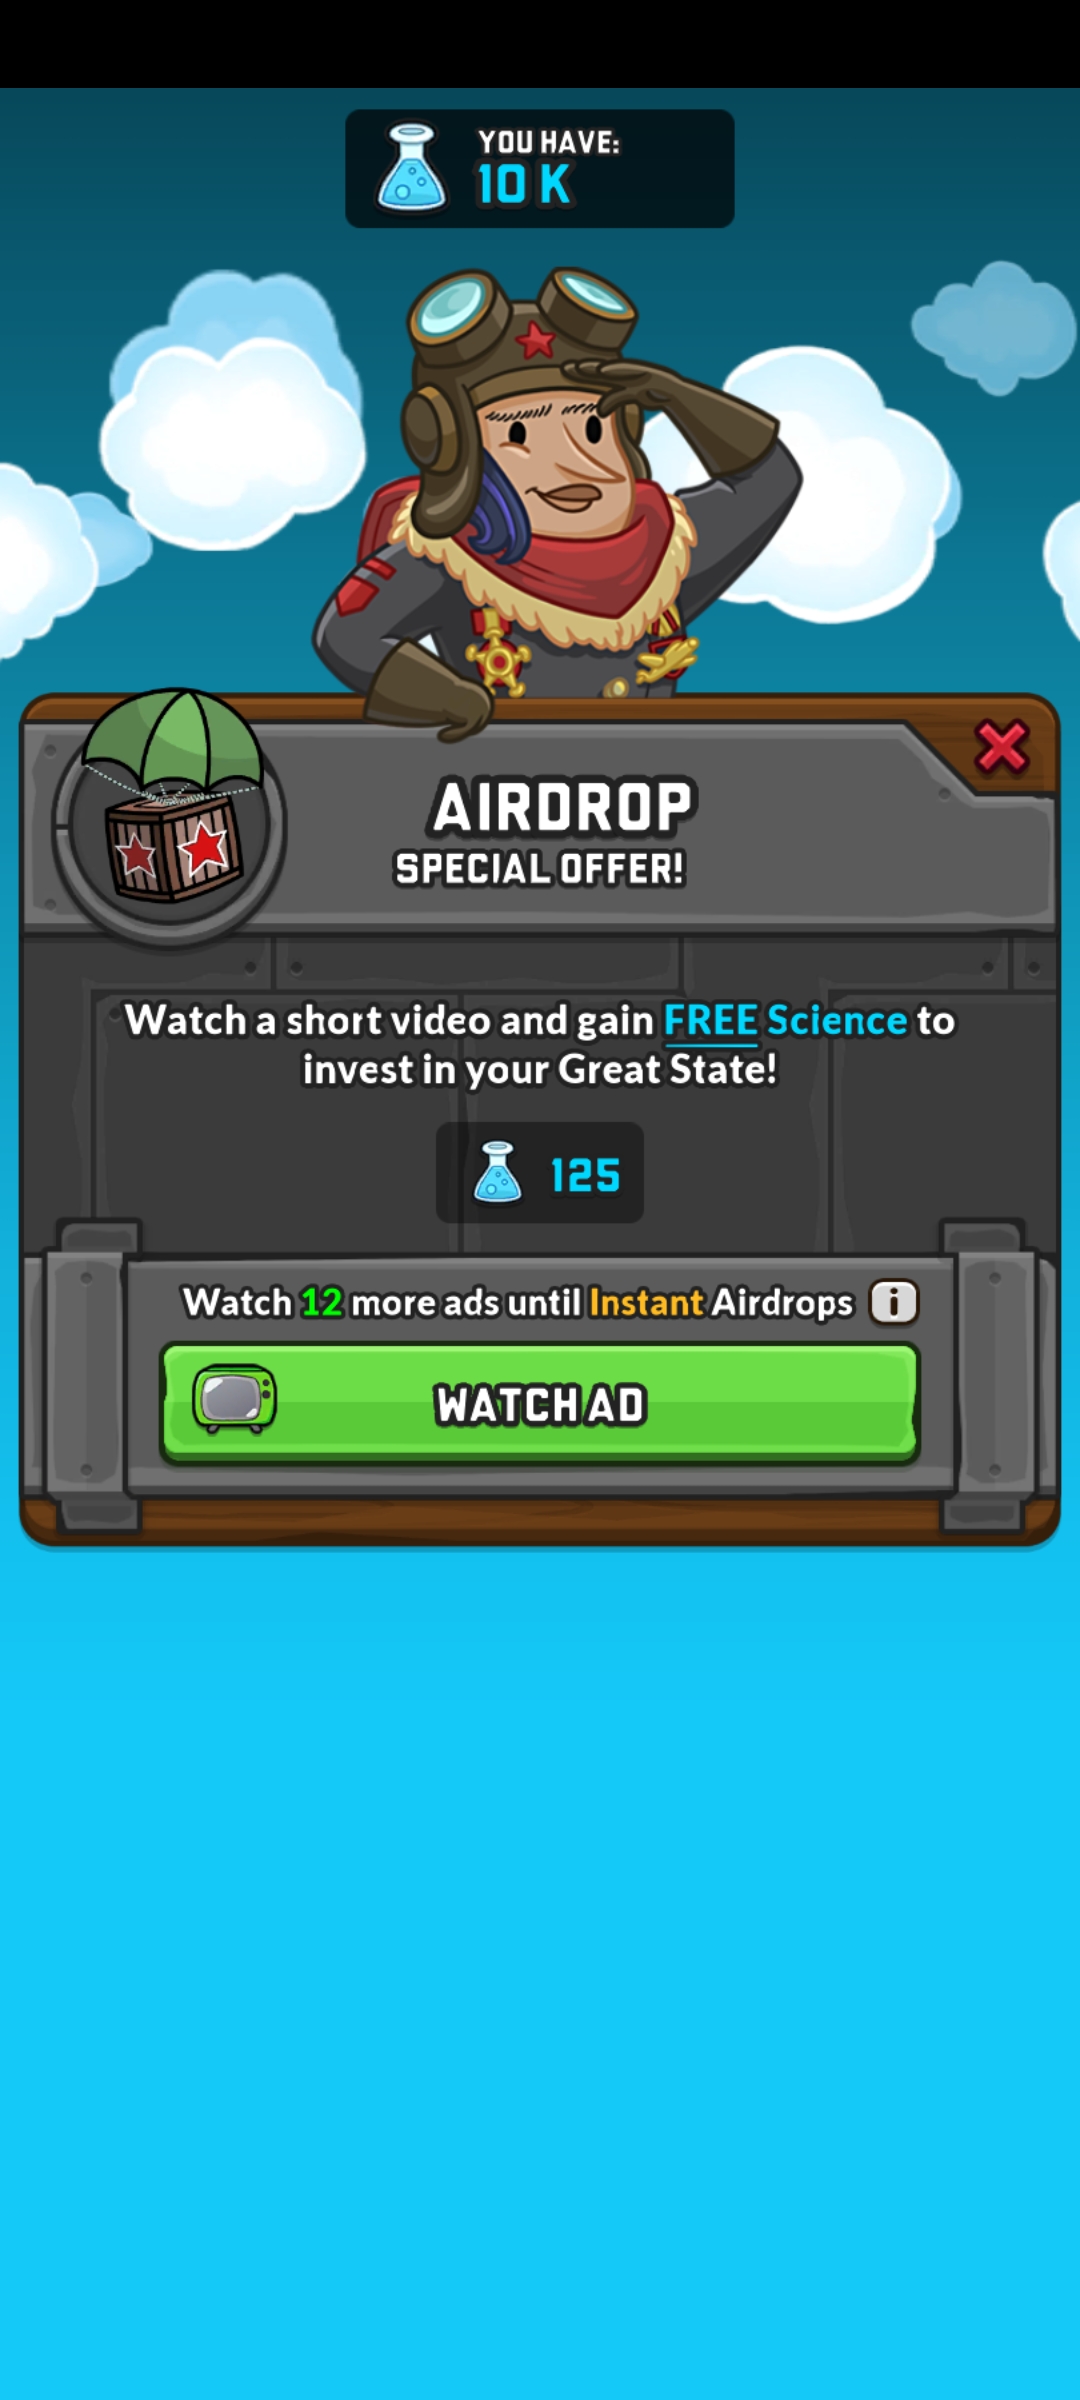 YOU HAVE:
10 K
AIRDROP
SPECIAL OFFER!
Watch a short video and gain FREE Science to
invest in your Great State!
125
Watch 12 more ads until Instant Airdrops i
WATCH AD